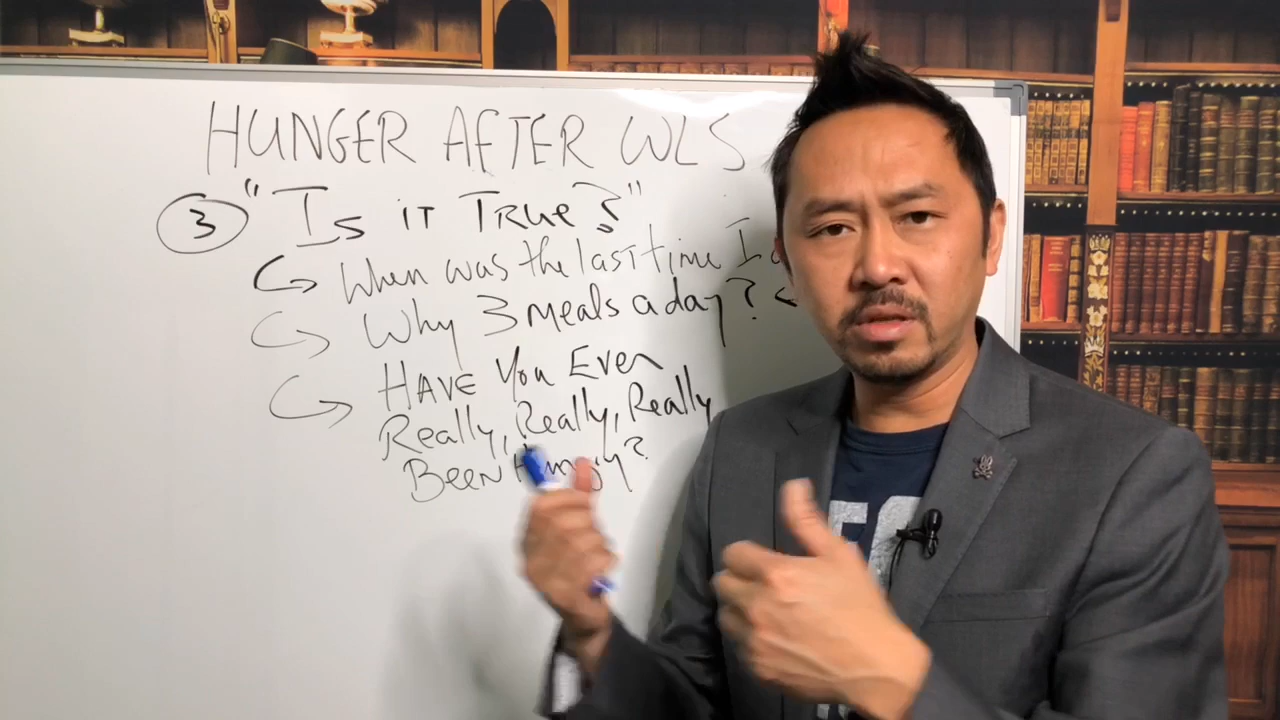 HUNGER AFTER WLS
3 "Is it True?"
When was the last time I
Why 3 meals a day?
HAVE You Ever
Really, Really, Really
Been Hungry?